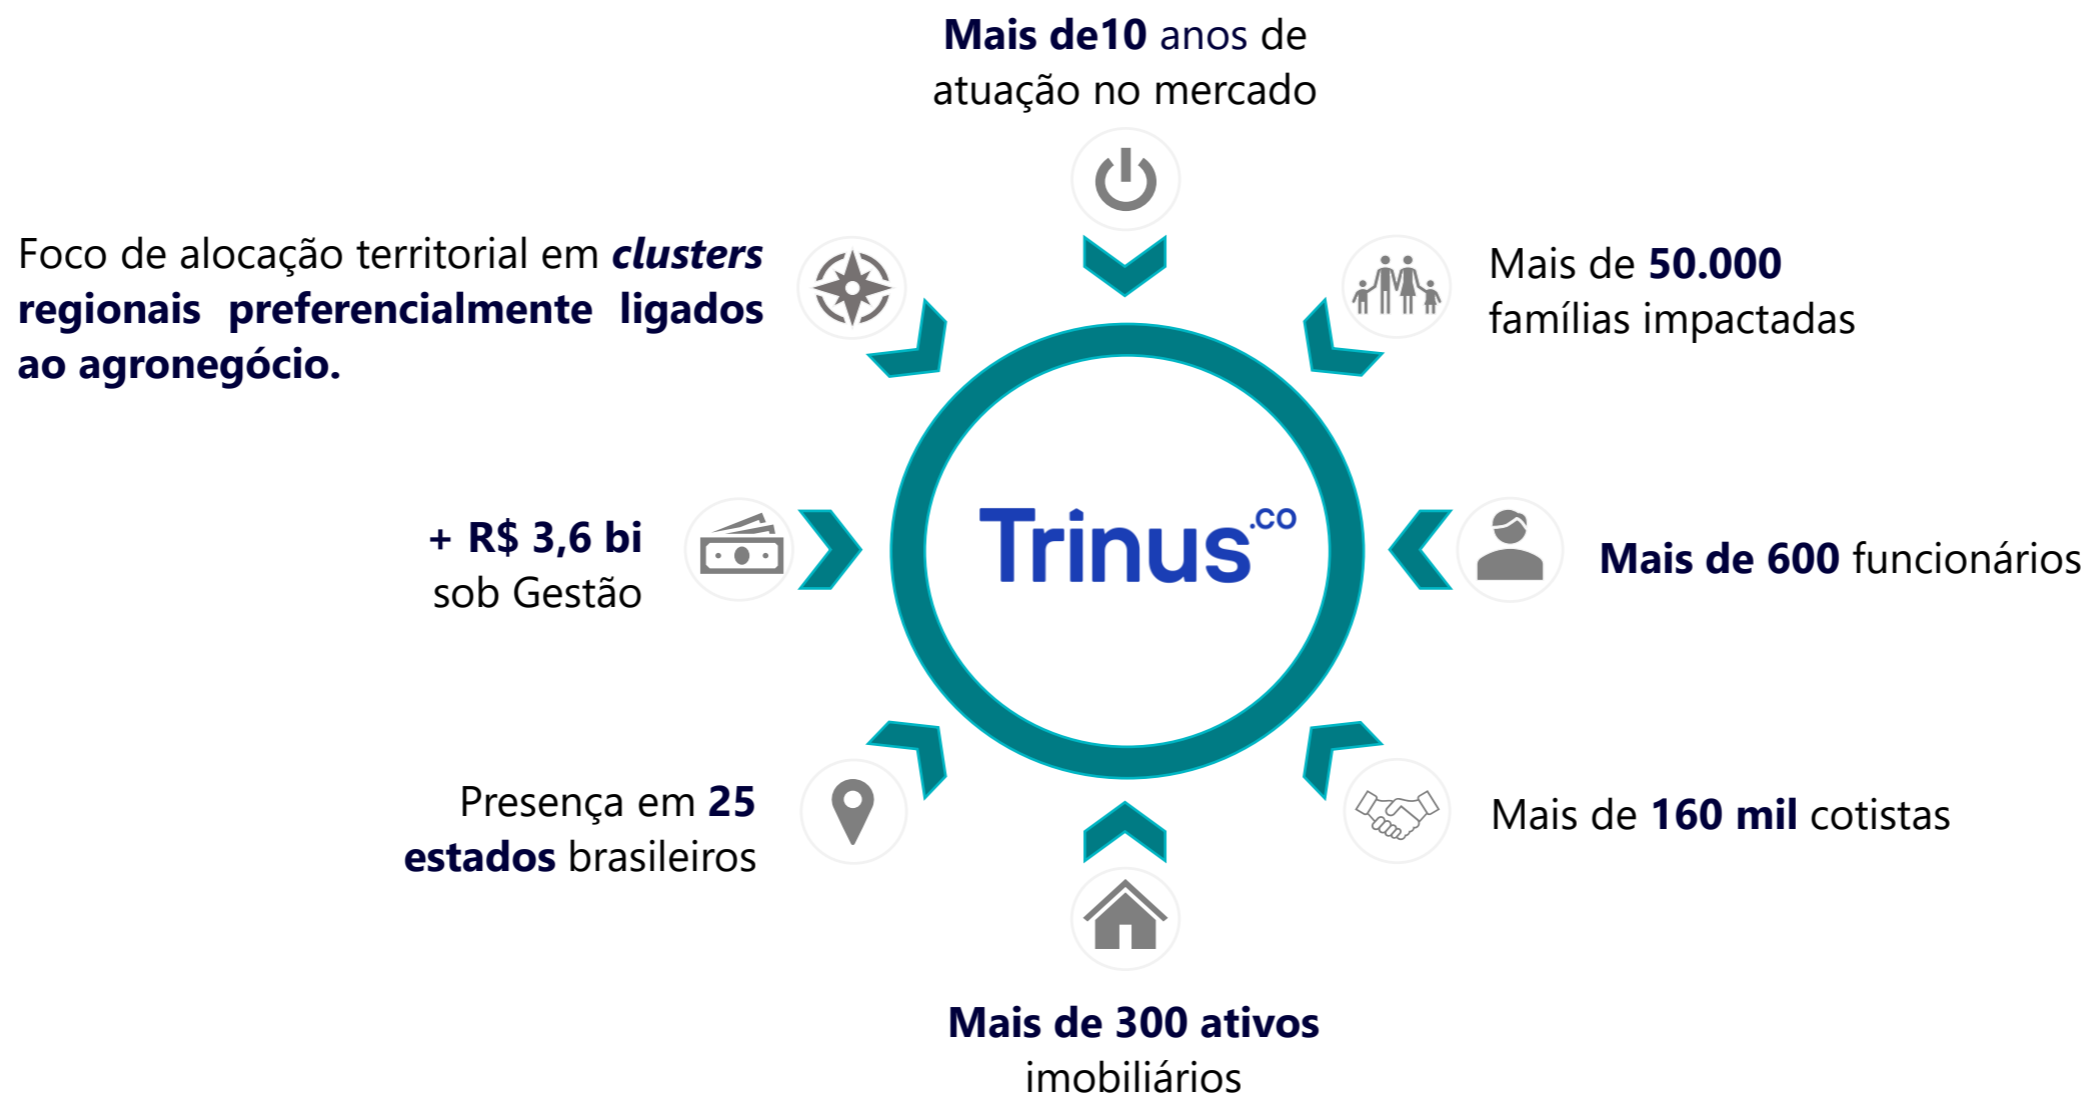 Mais de10 anos de
atuação no mercado
Foco de alocação territorial em clusters
regionais preferencialmente ligados
ao agronegócio.
Mais de 50.000
famílias impactadas
+ R$ 3,6 bi
sob Gestão
Trinus.co
Mais de 600 funcionários
Presença em 25
estados brasileiros
Mais de 160 mil cotistas
Mais de 300 ativos
imobiliários